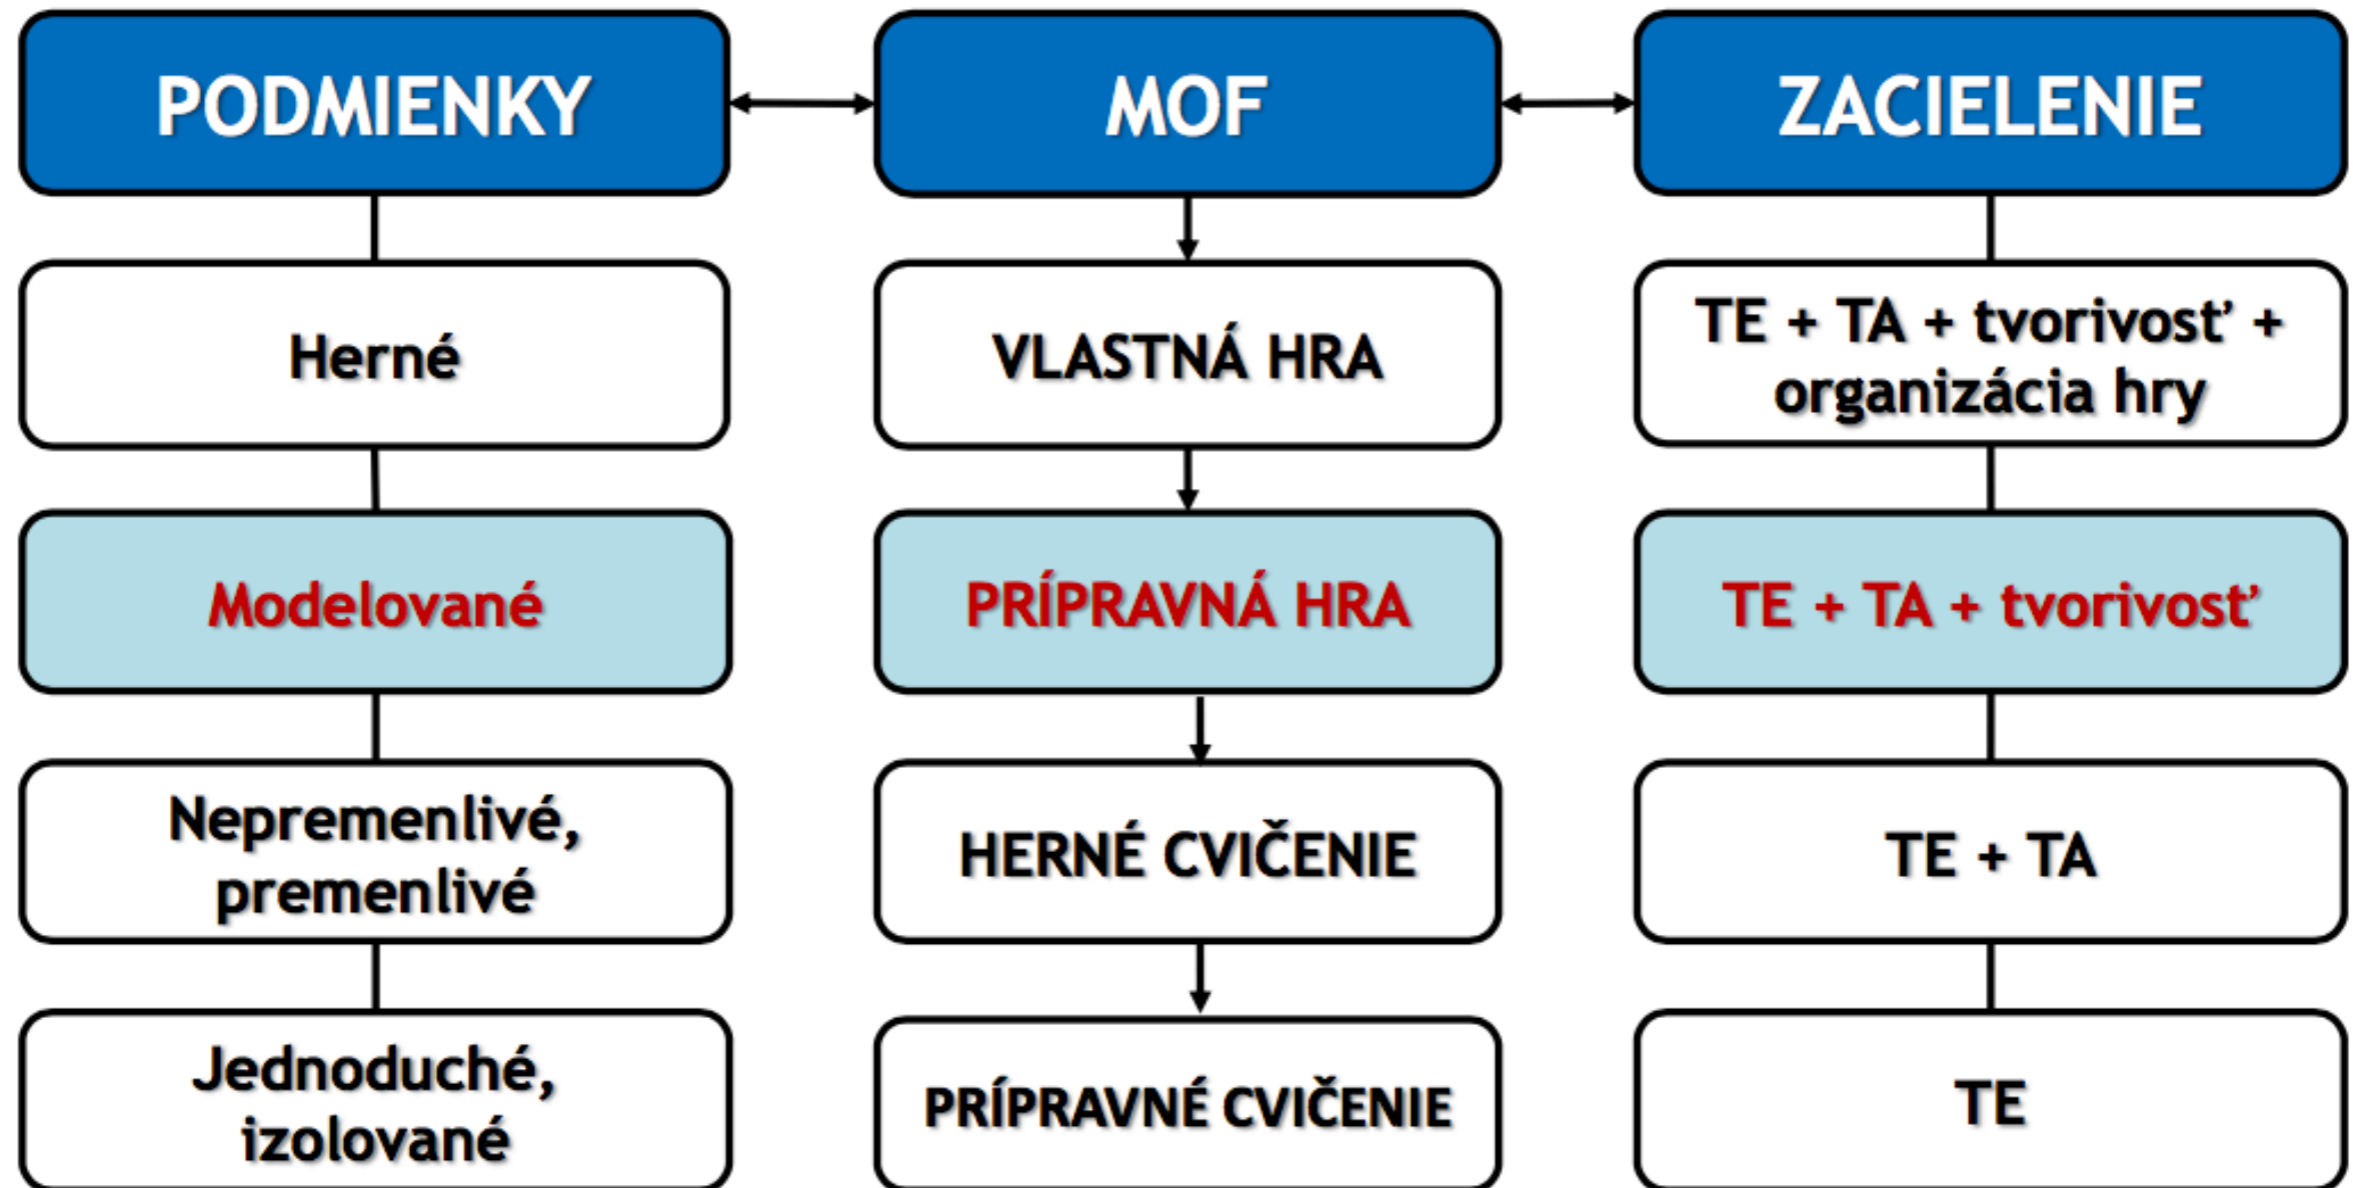 PODMIENKY
MOF
ZACIELENIE
Herné
VLASTNÁ HRA
TE + TA + tvorivosť +
organizácia hry
Modelované
PRÍPRAVNÁ HRA
TE + TA + tvorivosť
Nepremenlivé,
premenlivé
HERNÉ CVIČENIE
TE + TA
Jednoduché,
izolované
PRÍPRAVNÉ CVIČENIE
TE